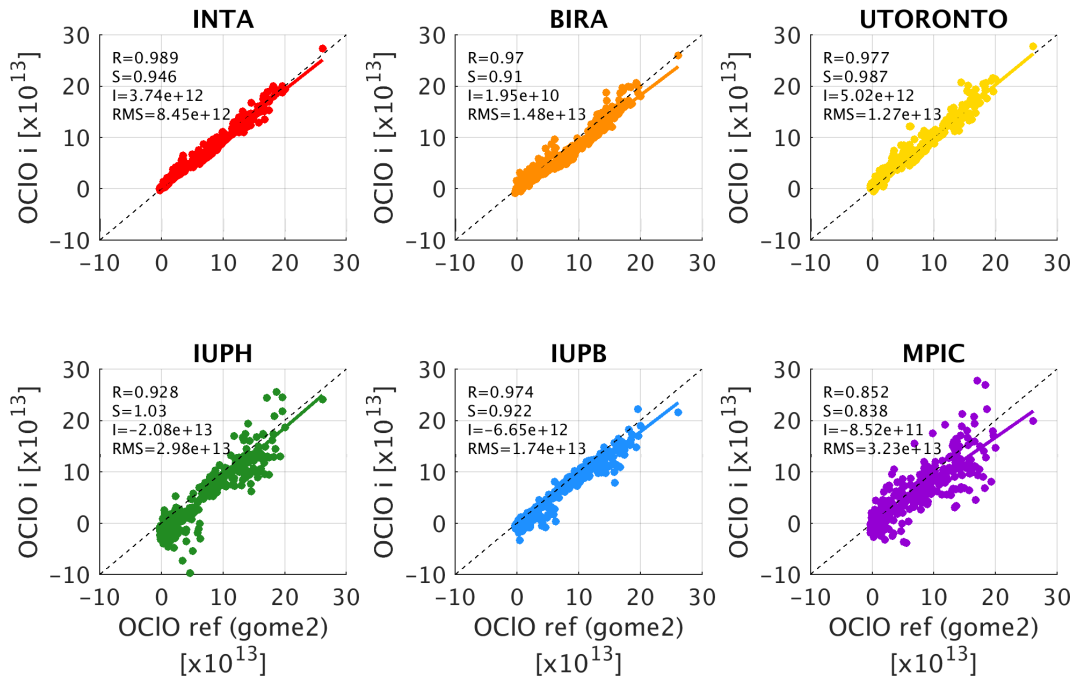 INTA
R=0.989
S=0.946
I=3.74e+12
RMS=8.45e+12
OClO i [x10^13]
30
20
10
0
−10
−10 0 10 20 30
BIRA
R=0.97
S=0.91
I=1.95e+10
RMS=1.48e+13
OClO i [x10^13]
30
20
10
0
−10
−10 0 10 20 30
UTORONTO
R=0.977
S=0.987
I=5.02e+12
RMS=1.27e+13
OClO i [x10^13]
30
20
10
0
−10
−10 0 10 20 30
IUPH
R=0.928
S=1.03
I=−2.08e+13
RMS=2.98e+13
OClO i [x10^13]
30
20
10
0
−10
−10 0 10 20 30
OClO ref (gome2)
[x10^13]
IUPB
R=0.974
S=0.922
I=−6.65e+12
RMS=1.74e+13
OClO i [x10^13]
30
20
10
0
−10
−10 0 10 20 30
OClO ref (gome2)
[x10^13]
MPIC
R=0.852
S=0.838
I=−8.52e+11
RMS=3.23e+13
OClO i [x10^13]
30
20
10
0
−10
−10 0 10 20 30
OClO ref (gome2)
[x10^13]